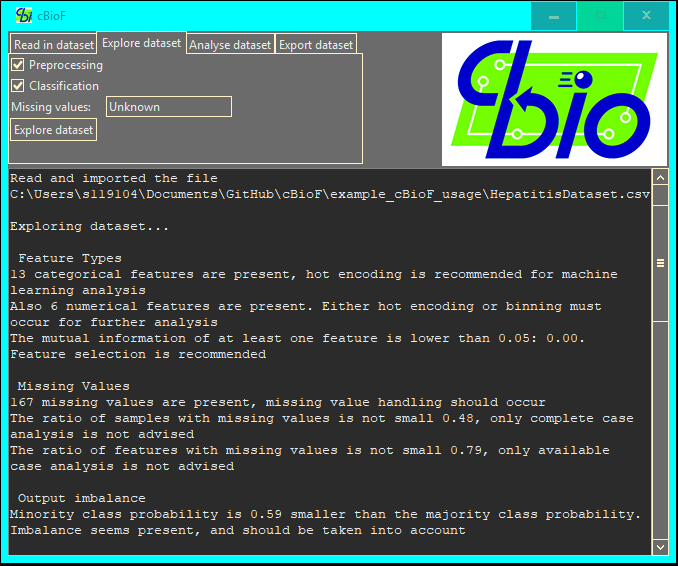 cBioF
Read in dataset
Explore dataset
Analyse dataset
Export dataset
Preprocessing
Classification
Missing values:
Unknown
Explore dataset
cbio
Read and imported the file
C:\Users\s119104\Documents\GitHub\cBioF\example_cBioF_usage\HepatitisDataset.csv
Exploring dataset...
Feature Types
13 categorical features are present, hot encoding is recommended for machine
learning analysis
Also 6 numerical features are present. Either hot encoding or binning must
occur for further analysis
The mutual information of at least one feature is lower than 0.05: 0.00.
Feature selection is recommended
Missing Values
167 missing values are present, missing value handling should occur
The ratio of samples with missing values is not small 0.48, only complete case
analysis is not advised
The ratio of features with missing values is not small 0.79, only available
case analysis is not advised
Output imbalance
Minority class probability is 0.59 smaller than the majority class probability.
Imbalance seems present, and should be taken into account